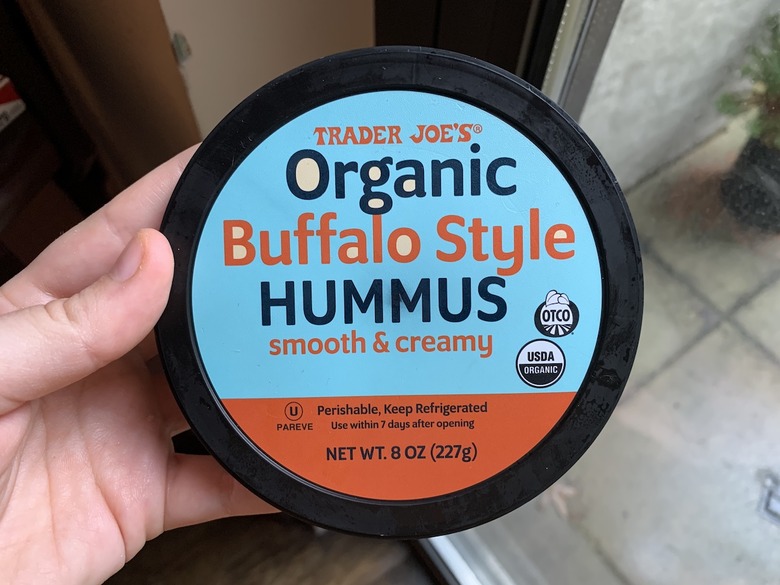 TRADER JOE'S®
Organic
Buffalo Style
HUMMUS
smooth & creamy
OTCO
USDA
ORGANIC
U
PAREVE
Perishable, Keep Refrigerated
Use within 7 days after opening
NET WT. 8 OZ (227g)